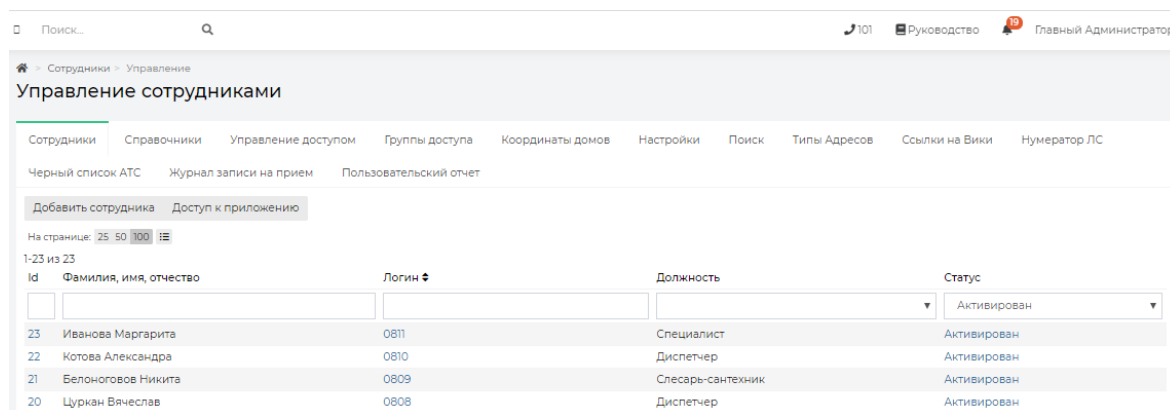 Поиск... 101 Руководство 19 Главный Администратор
> Сотрудники > Управление
Управление сотрудниками
Сотрудники Справочники Управление доступом Группы доступа Координаты домов Настройки Поиск Типы Адресов Ссылки на Вики Нумератор ЛС
Черный список АТС Журнал записи на прием Пользовательский отчет
Добавить сотрудника Доступ к приложению
На странице: 25 50 100
1-23 из 23
Id Фамилия, имя, отчество Логин Должность Статус
Активирован
23 Иванова Маргарита 0811 Специалист Активирован
22 Котова Александра 0810 Диспетчер Активирован
21 Белоногов Никита 0809 Слесарь-сантехник Активирован
20 Цуркан Вячеслав 0808 Диспетчер Активирован